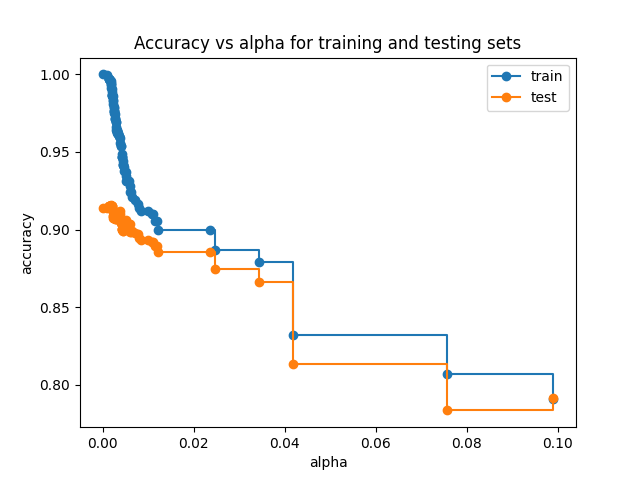 Accuracy vs alpha for training and testing sets
train
test
accuracy
1.00
0.95
0.90
0.85
0.80
0.00 0.02 0.04 0.06 0.08 0.10
alpha